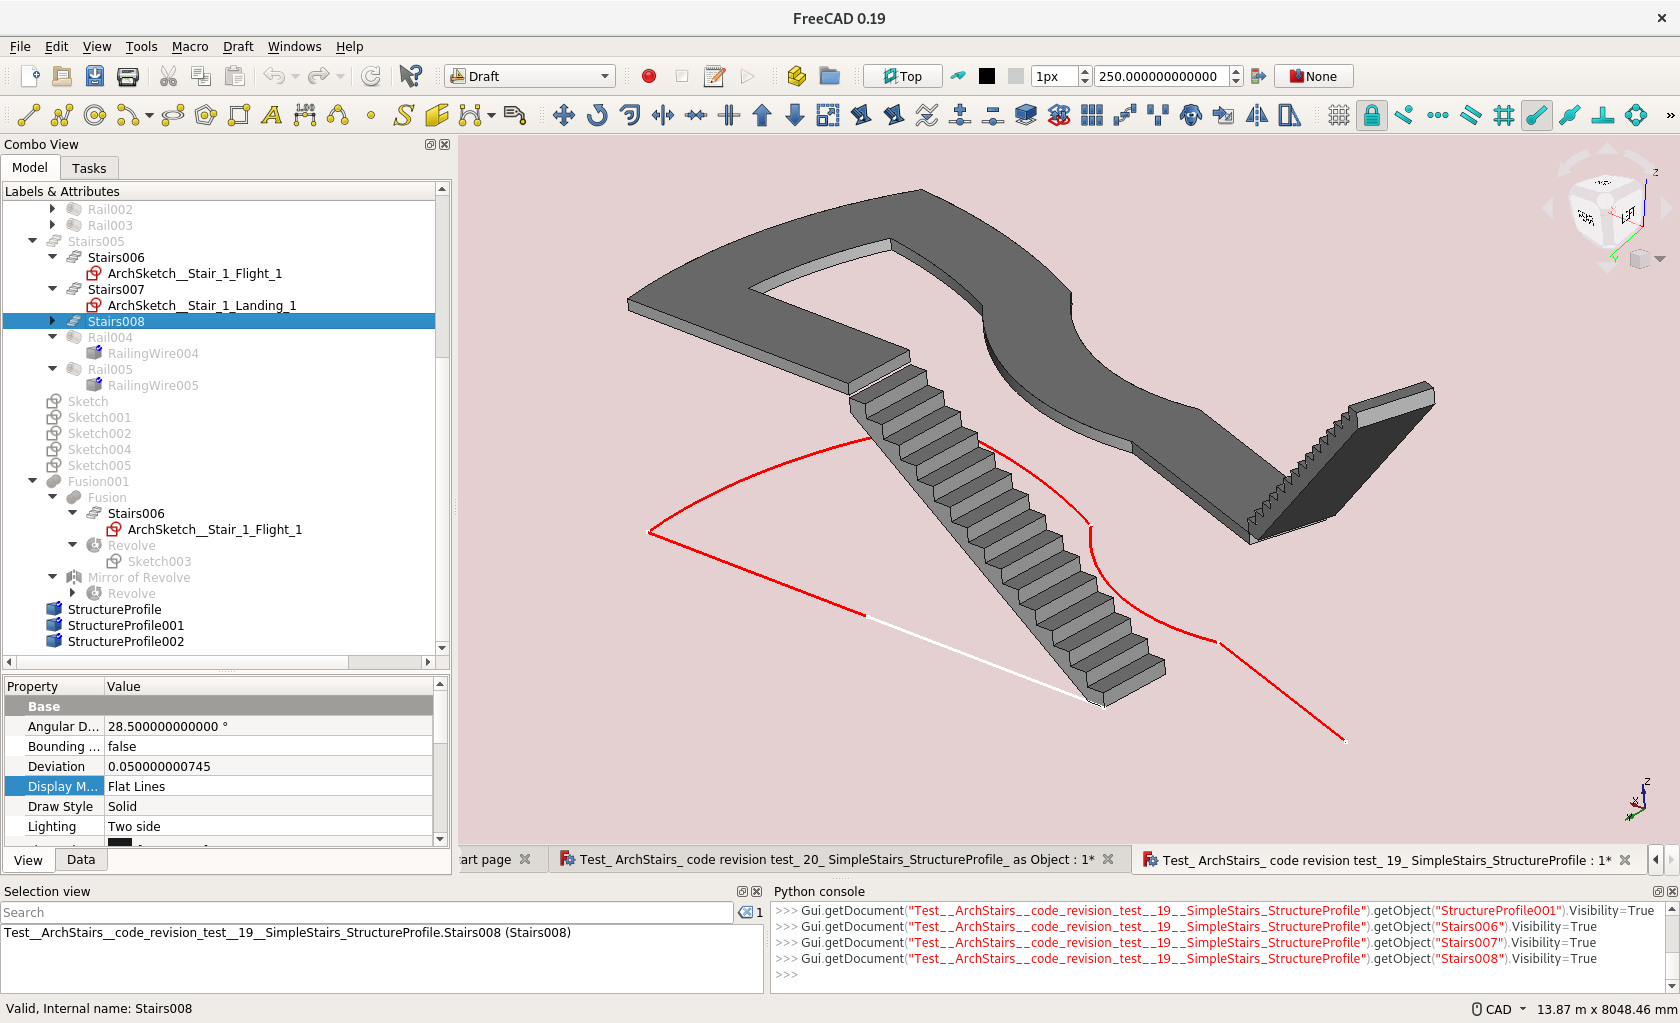 FreeCAD 0.19
File Edit View Tools Macro Draft Windows Help
Draft
Top
1px
250.000000000000
None
A
1.00
S
»
Combo View
Model Tasks
Labels & Attributes
Rail002
Rail003
Stairs005
Stairs006
ArchSketch__Stair_1_Flight_1
Stairs007
ArchSketch__Stair_1_Landing_1
Stairs008
Rail004
RailingWire004
Rail005
RailingWire005
Sketch
Sketch001
Sketch002
Sketch004
Sketch005
Fusion001
Fusion
Stairs006
ArchSketch__Stair_1_Flight_1
Revolve
Sketch003
Mirror of Revolve
Revolve
StructureProfile
StructureProfile001
StructureProfile002
Property Value
Base
Angular D... 28.500000000000 °
Bounding ... false
Deviation 0.050000000745
Display M... Flat Lines
Draw Style Solid
Lighting Two side
View Data
Z
LEFT
Y
Z
art page
Test_ ArchStairs_ code revision test_ 20_ SimpleStairs_StructureProfile_ as Object : 1*
Test_ ArchStairs_ code revision test_ 19_ SimpleStairs_StructureProfile : 1*
Selection view
Search
1
Test__ArchStairs__code_revision_test__19__SimpleStairs_StructureProfile.Stairs008 (Stairs008)
Python console
>>> Gui.getDocument("Test__ArchStairs__code_revision_test__19__SimpleStairs_StructureProfile").getObject("StructureProfile001").Visibility=True
>>> Gui.getDocument("Test__ArchStairs__code_revision_test__19__SimpleStairs_StructureProfile").getObject("Stairs006").Visibility=True
>>> Gui.getDocument("Test__ArchStairs__code_revision_test__19__SimpleStairs_StructureProfile").getObject("Stairs007").Visibility=True
>>> Gui.getDocument("Test__ArchStairs__code_revision_test__19__SimpleStairs_StructureProfile").getObject("Stairs008").Visibility=True
>>>
Valid, Internal name: Stairs008
CAD
13.87 m x 8048.46 mm